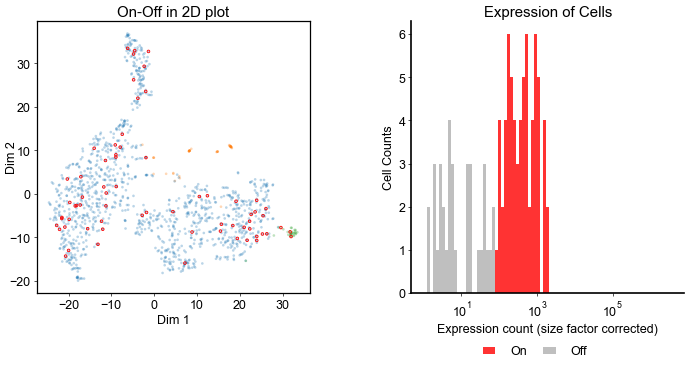 On-Off in 2D plot
Dim 2
30
20
10
0
−10
−20
−20 −10 0 10 20 30
Dim 1
Expression of Cells
Cell Counts
6
5
4
3
2
1
0
10^1 10^3 10^5
Expression count (size factor corrected)
On Off